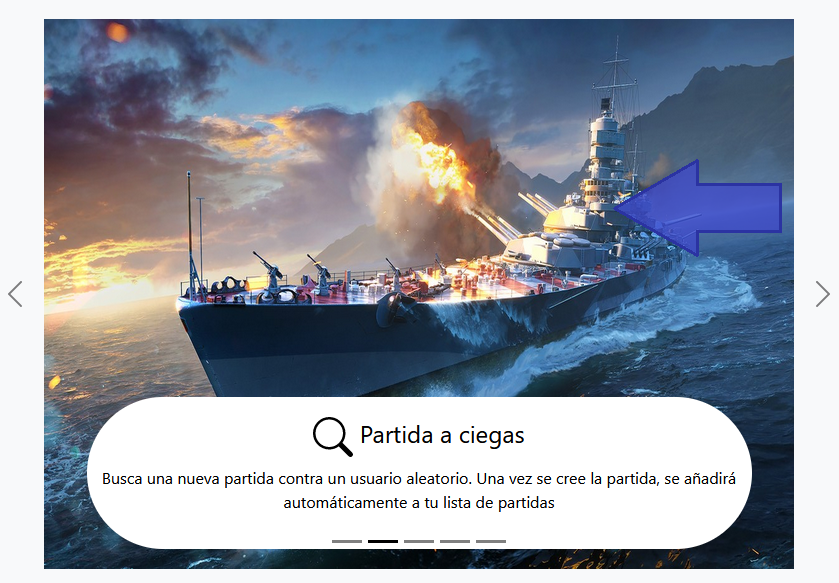 Partida a ciegas
Busca una nueva partida contra un usuario aleatorio. Una vez se cree la partida, se añadirá
automáticamente a tu lista de partidas